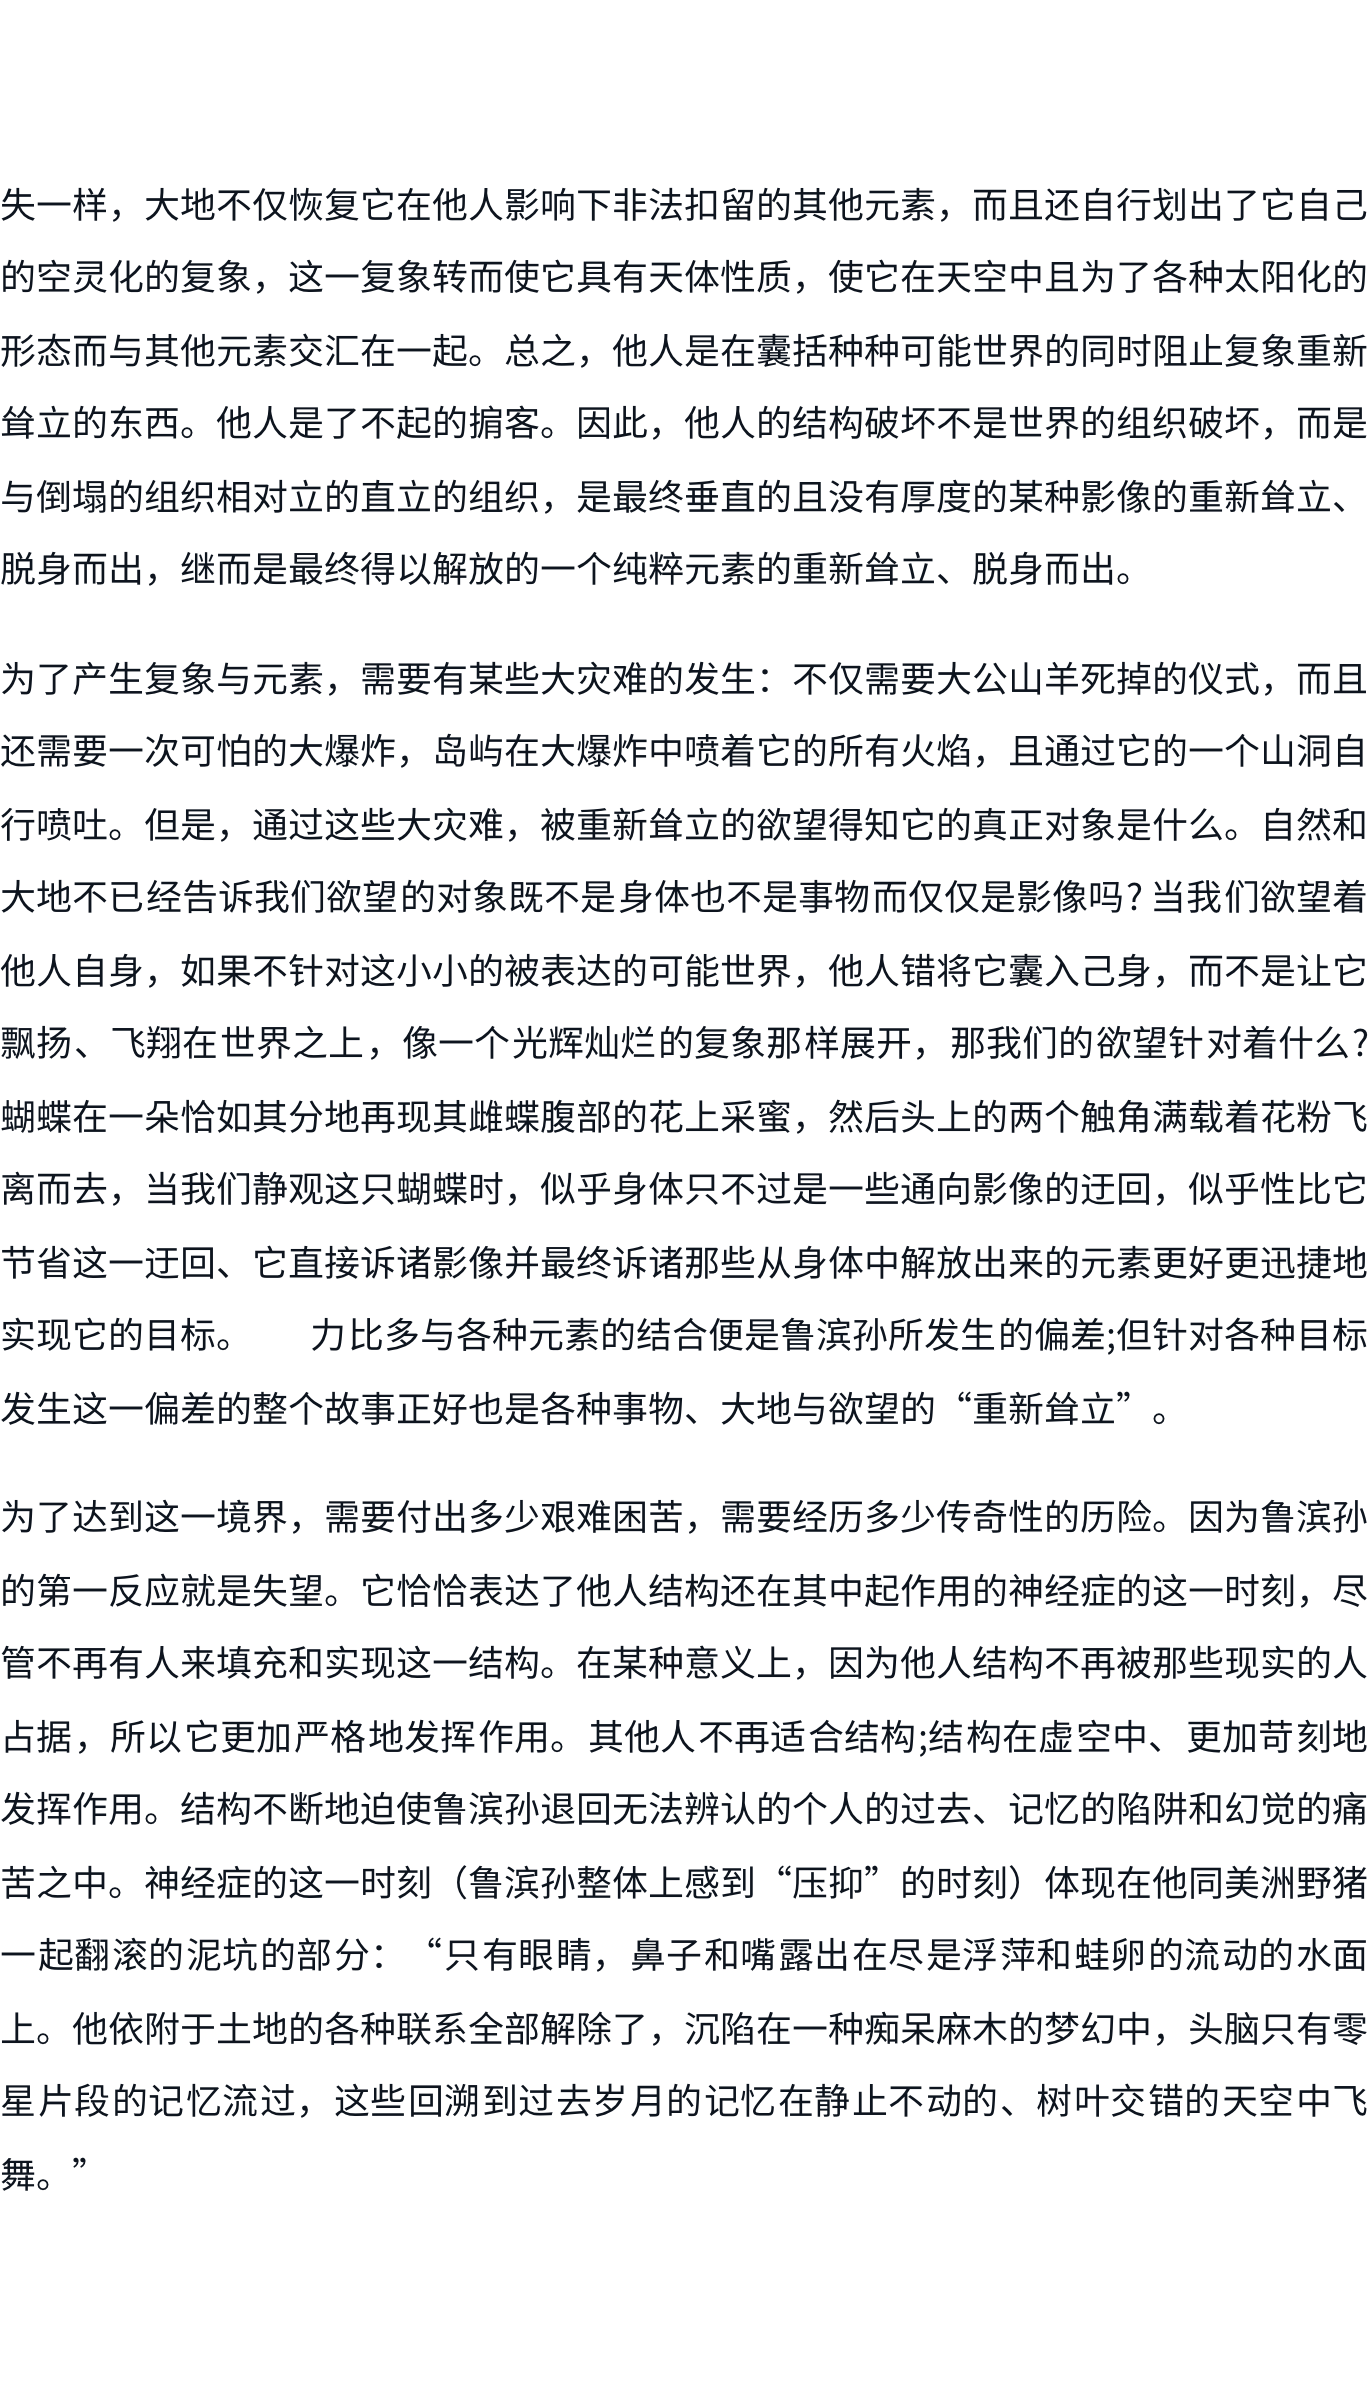 失一样，大地不仅恢复它在他人影响下非法扣留的其他元素，而且还自行划出了它自己
的空灵化的复象，这一复象转而使它具有天体性质，使它在天空中且为了各种太阳化的
形态而与其他元素交汇在一起。总之，他人是在囊括种种可能世界的同时阻止复象重新
耸立的东西。他人是了不起的掮客。因此，他人的结构破坏不是世界的组织破坏，而是
与倒塌的组织相对立的直立的组织，是最终垂直的且没有厚度的某种影像的重新耸立、
脱身而出，继而是最终得以解放的一个纯粹元素的重新耸立、脱身而出。
为了产生复象与元素，需要有某些大灾难的发生：不仅需要大公山羊死掉的仪式，而且
还需要一次可怕的大爆炸，岛屿在大爆炸中喷着它的所有火焰，且通过它的一个山洞自
行喷吐。但是，通过这些大灾难，被重新耸立的欲望得知它的真正对象是什么。自然和
大地不已经告诉我们欲望的对象既不是身体也不是事物而仅仅是影像吗? 当我们欲望着
他人自身，如果不针对这小小的被表达的可能世界，他人错将它囊入己身，而不是让它
飘扬、飞翔在世界之上，像一个光辉灿烂的复象那样展开，那我们的欲望针对着什么?
蝴蝶在一朵恰如其分地再现其雌蝶腹部的花上采蜜，然后头上的两个触角满载着花粉飞
离而去，当我们静观这只蝴蝶时，似乎身体只不过是一些通向影像的迂回，似乎性比它
节省这一迂回、它直接诉诸影像并最终诉诸那些从身体中解放出来的元素更好更迅捷地
实现它的目标。　　力比多与各种元素的结合便是鲁滨孙所发生的偏差;但针对各种目标
发生这一偏差的整个故事正好也是各种事物、大地与欲望的“重新耸立”。
为了达到这一境界，需要付出多少艰难困苦，需要经历多少传奇性的历险。因为鲁滨孙
的第一反应就是失望。它恰恰表达了他人结构还在其中起作用的神经症的这一时刻，尽
管不再有人来填充和实现这一结构。在某种意义上，因为他人结构不再被那些现实的人
占据，所以它更加严格地发挥作用。其他人不再适合结构;结构在虚空中、更加苛刻地
发挥作用。结构不断地迫使鲁滨孙退回无法辨认的个人的过去、记忆的陷阱和幻觉的痛
苦之中。神经症的这一时刻（鲁滨孙整体上感到“压抑”的时刻）体现在他同美洲野猪
一起翻滚的泥坑的部分：“只有眼睛，鼻子和嘴露出在尽是浮萍和蛙卵的流动的水面
上。他依附于土地的各种联系全部解除了，沉陷在一种痴呆麻木的梦幻中，头脑只有零
星片段的记忆流过，这些回溯到过去岁月的记忆在静止不动的、树叶交错的天空中飞
舞。”